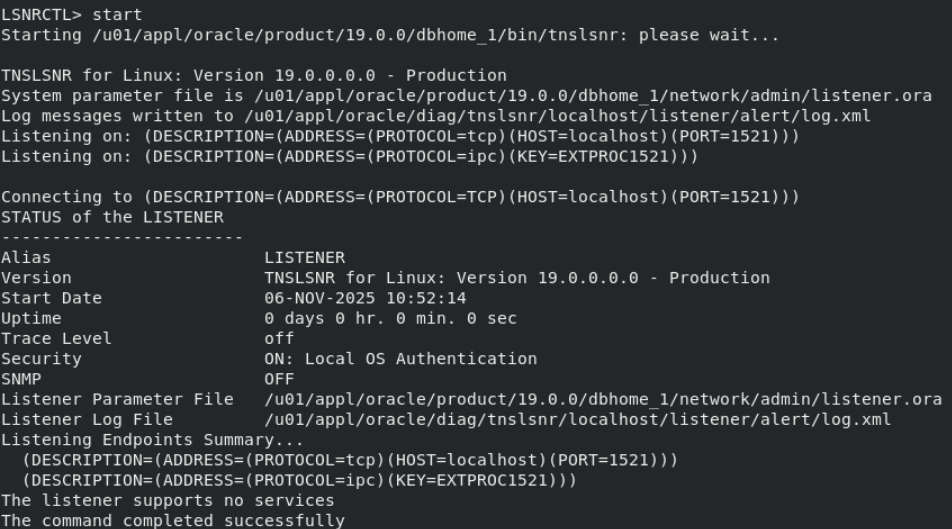 LSNRCTL> start
Starting /u01/appl/oracle/product/19.0.0/dbhome_1/bin/tnslsnr: please wait...
TNSLSNR for Linux: Version 19.0.0.0.0 - Production
System parameter file is /u01/appl/oracle/product/19.0.0/dbhome_1/network/admin/listener.ora
Log messages written to /u01/appl/oracle/diag/tnslsnr/localhost/listener/alert/log.xml
Listening on: (DESCRIPTION=(ADDRESS=(PROTOCOL=tcp)(HOST=localhost)(PORT=1521)))
Listening on: (DESCRIPTION=(ADDRESS=(PROTOCOL=ipc)(KEY=EXTPROC1521)))
Connecting to (DESCRIPTION=(ADDRESS=(PROTOCOL=TCP)(HOST=localhost)(PORT=1521)))
STATUS of the LISTENER
------------------------
Alias                     LISTENER
Version                   TNSLSNR for Linux: Version 19.0.0.0.0 - Production
Start Date                06-NOV-2025 10:52:14
Uptime                    0 days 0 hr. 0 min. 0 sec
Trace Level               off
Security                  ON: Local OS Authentication
SNMP                      OFF
Listener Parameter File   /u01/appl/oracle/product/19.0.0/dbhome_1/network/admin/listener.ora
Listener Log File         /u01/appl/oracle/diag/tnslsnr/localhost/listener/alert/log.xml
Listening Endpoints Summary...
  (DESCRIPTION=(ADDRESS=(PROTOCOL=tcp)(HOST=localhost)(PORT=1521)))
  (DESCRIPTION=(ADDRESS=(PROTOCOL=ipc)(KEY=EXTPROC1521)))
The listener supports no services
The command completed successfully